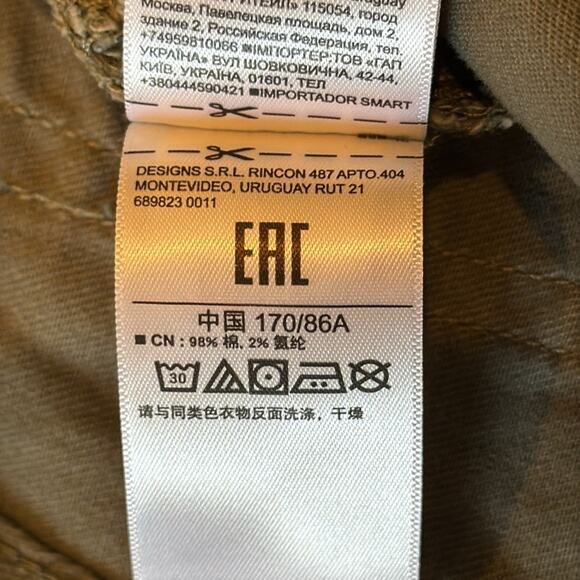 Москва, Павелецкая площадь, дом 2,
здание 2, Российская Федерация, тел.
+74959810066 ■ІМПОРТЕР:ТОВ «ГАП
УКРАЇНА» ВУЛ ШОВКОВИЧНА, 42-44,
КИЇВ, УКРАЇНА, 01601, ТЕЛ
+380444590421 ■IMPORTADOR SMART
DESIGNS S.R.L. RINCON 487 APTO.404
MONTEVIDEO, URUGUAY RUT 21
689823 0011
EAC
中国 170/86A
■ CN : 98% 棉, 2% 氨纶
30
请与同类色衣物反面洗涤，干燥